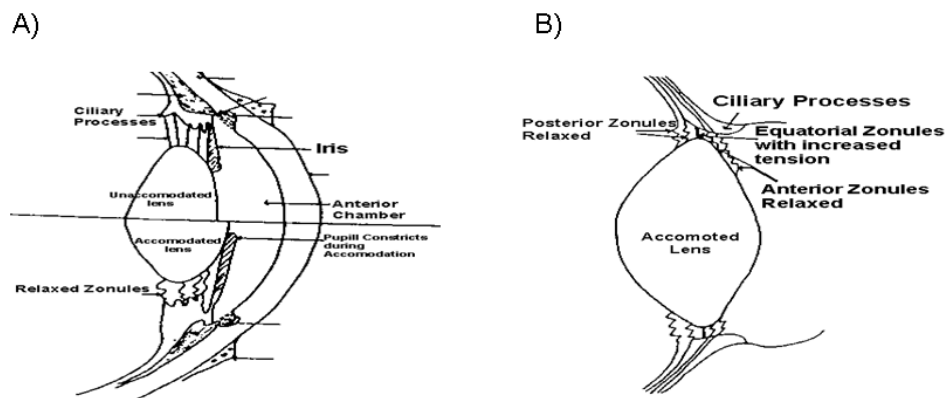 A)
Ciliary
Processes
Iris
Unaccomodated
lens
Anterior
Chamber
Accomodated
lens
Pupill Constricts
during
Accomodation
Relaxed Zonules
B)
Ciliary Processes
Posterior Zonules
Relaxed
Equatorial Zonules
with increased
tension
Anterior Zonules
Relaxed
Accomoted
Lens